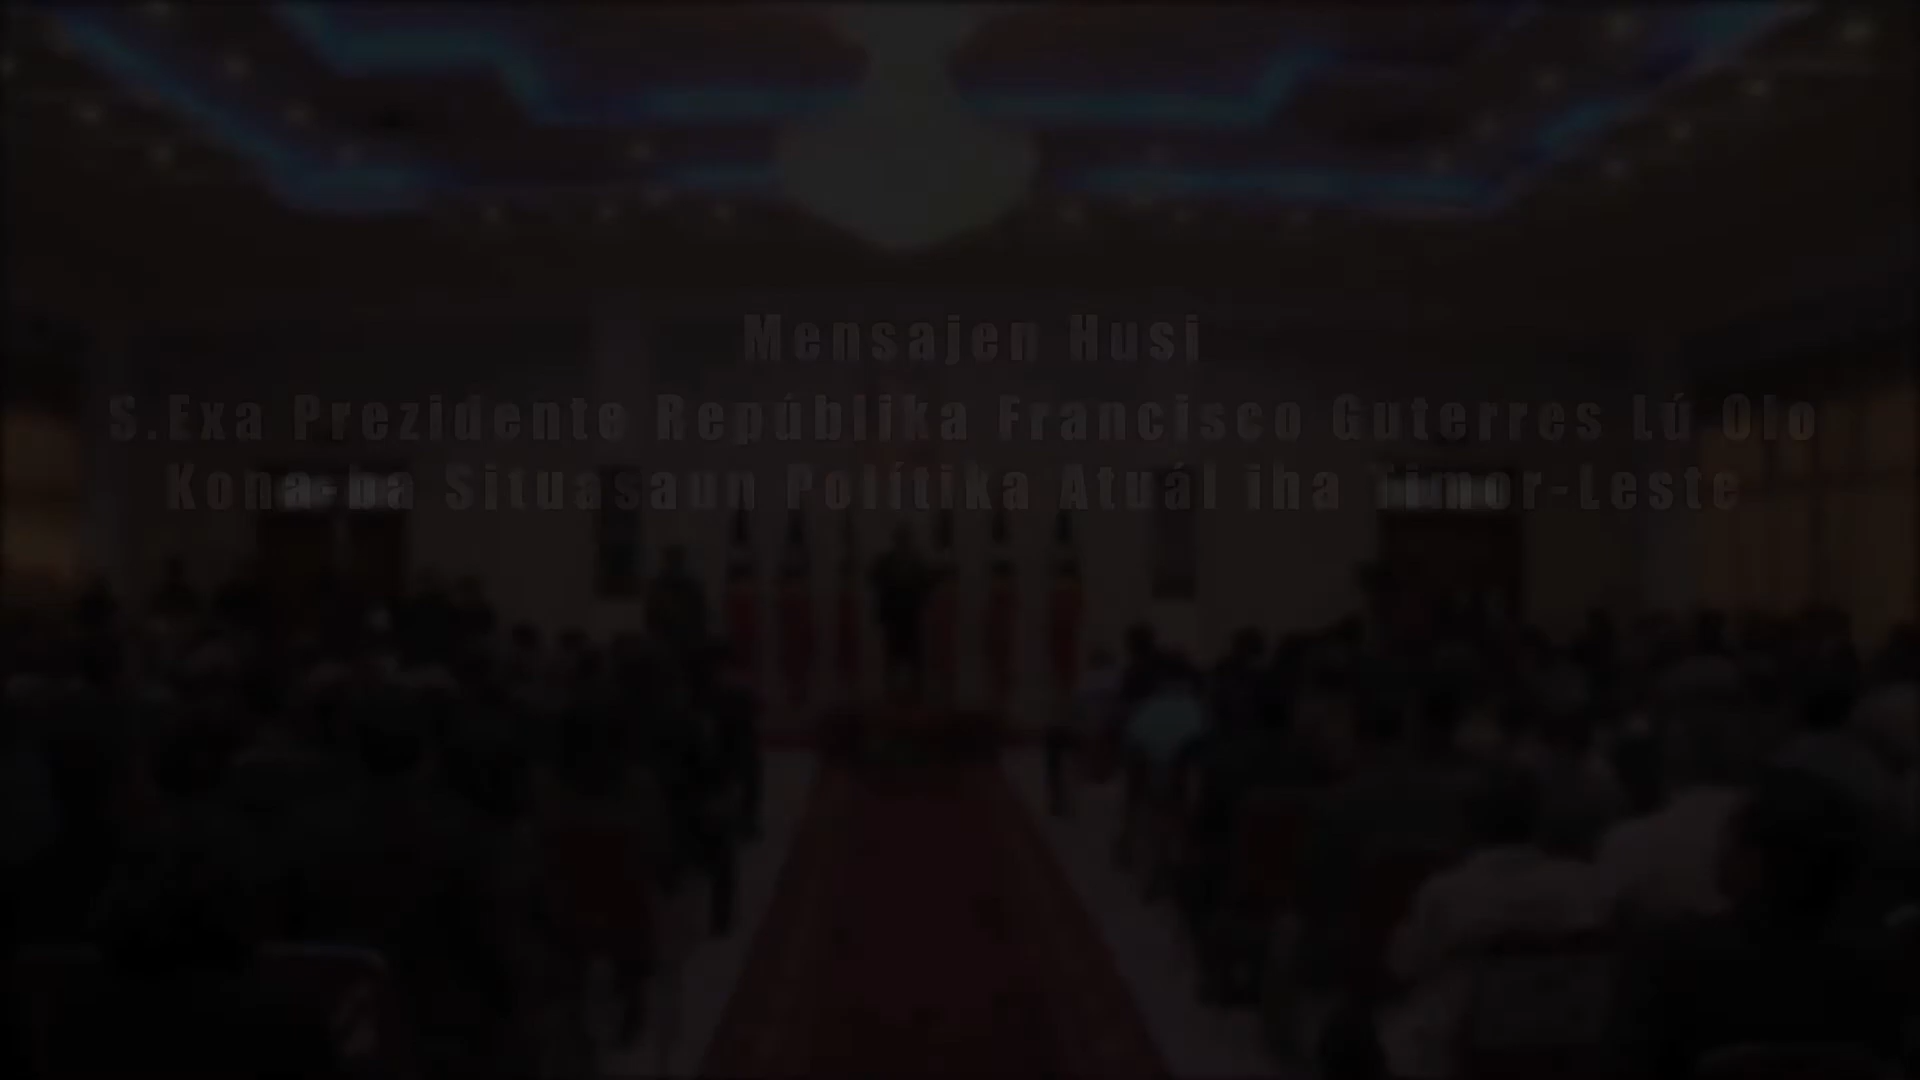 Mensajen Husi
S.Exa Prezidente Repúblika Francisco Guterres Lú Olo
Kona-ba Situasaun Polítika Atuál iha Timor-Leste